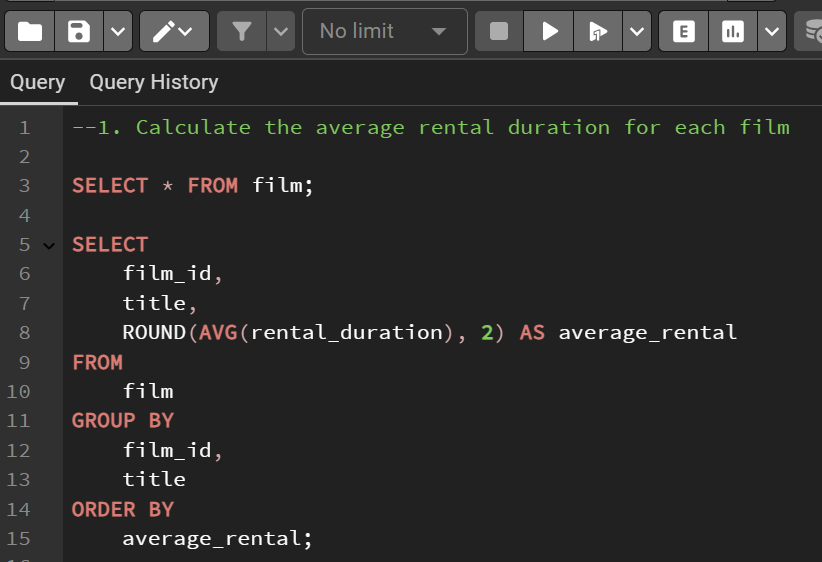 No limit
E
Query Query History
1 --1. Calculate the average rental duration for each film
2
3 SELECT * FROM film;
4
5 SELECT
6 film_id,
7 title,
8 ROUND(AVG(rental_duration), 2) AS average_rental
9 FROM
10 film
11 GROUP BY
12 film_id,
13 title
14 ORDER BY
15 average_rental;